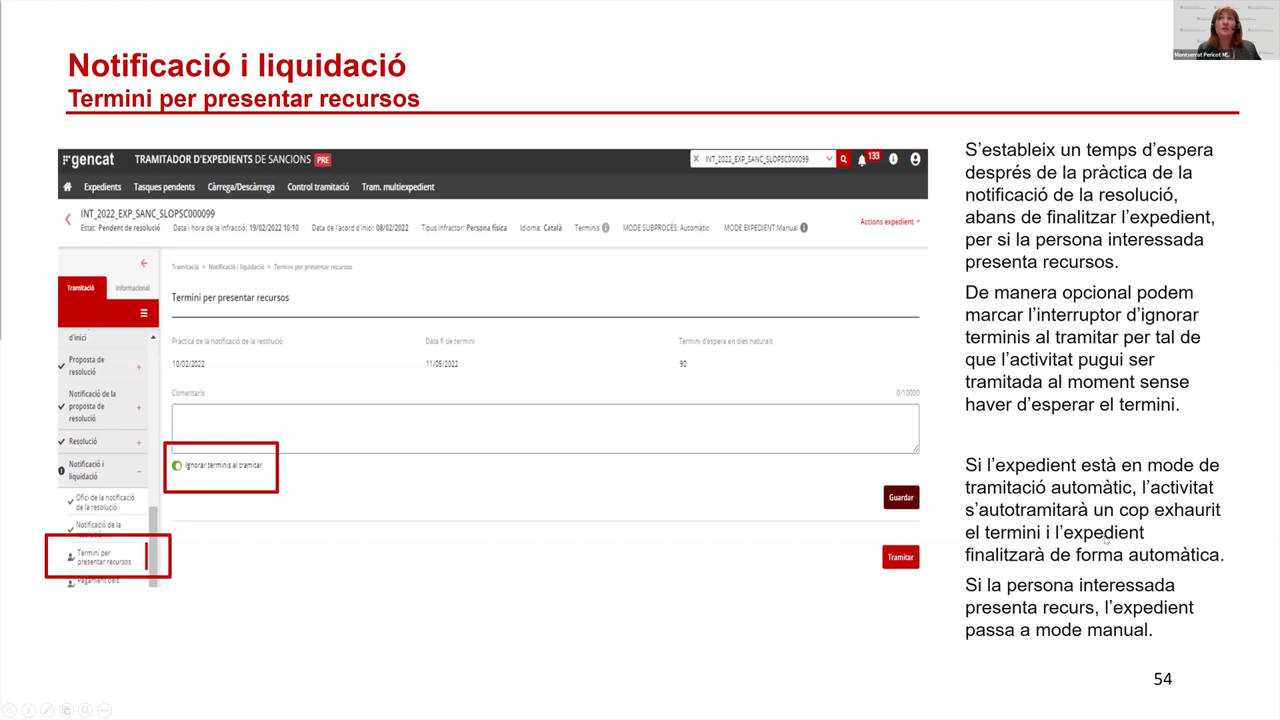 Notificació i liquidació
Termini per presentar recursos
Montserrat Pericot M
gencat
TRAMITADOR D'EXPEDIENTS DE SANCIONS PRE
INT_2022_EXP_SANC_SLOPSC000099
133
Expedients Tasques pendents Càrrega/Descàrrega Control tramitació Tram. multiexpedient
INT_2022_EXP_SANC_SLOPSC000099
Estat: Pendent de resolució Data i hora de la infracció: 19/02/2022 10:10 Data de l'acord d'inici: 08/02/2022 Tipus infractor: Persona física Idioma: Català Terminis MODE SUBPROCÉS: Automàtic MODE EXPEDIENT:Manual
Accions expedient
Tramitació > Notificació i liquidació > Termini per presentar recursos
Tramitació Informacional
Termini per presentar recursos
d'inici
Proposta de
resolució
Notificació de la
proposta de
resolució
Resolució
Notificació i
liquidació
Ofici de la notificació
de la resolució
Notificació de la
resolució
Termini per
presentar recursos
Pagament dels
Pràctica de la notificació de la resolució Data fi de termini Termini d'espera en dies naturals
10/02/2022 11/05/2022 90
Comentaris 0/10000
Ignorar terminis al tramitar
Guardar
Tramitar
S’estableix un temps d’espera
després de la pràctica de la
notificació de la resolució,
abans de finalitzar l’expedient,
per si la persona interessada
presenta recursos.
De manera opcional podem
marcar l’interruptor d’ignorar
terminis al tramitar per tal de
que l’activitat pugui ser
tramitada al moment sense
haver d’esperar el termini.
Si l’expedient està en mode de
tramitació automàtic, l’activitat
s’autotramitarà un cop exhaurit
el termini i l’expedient
finalitzarà de forma automàtica.
Si la persona interessada
presenta recurs, l’expedient
passa a mode manual.
54